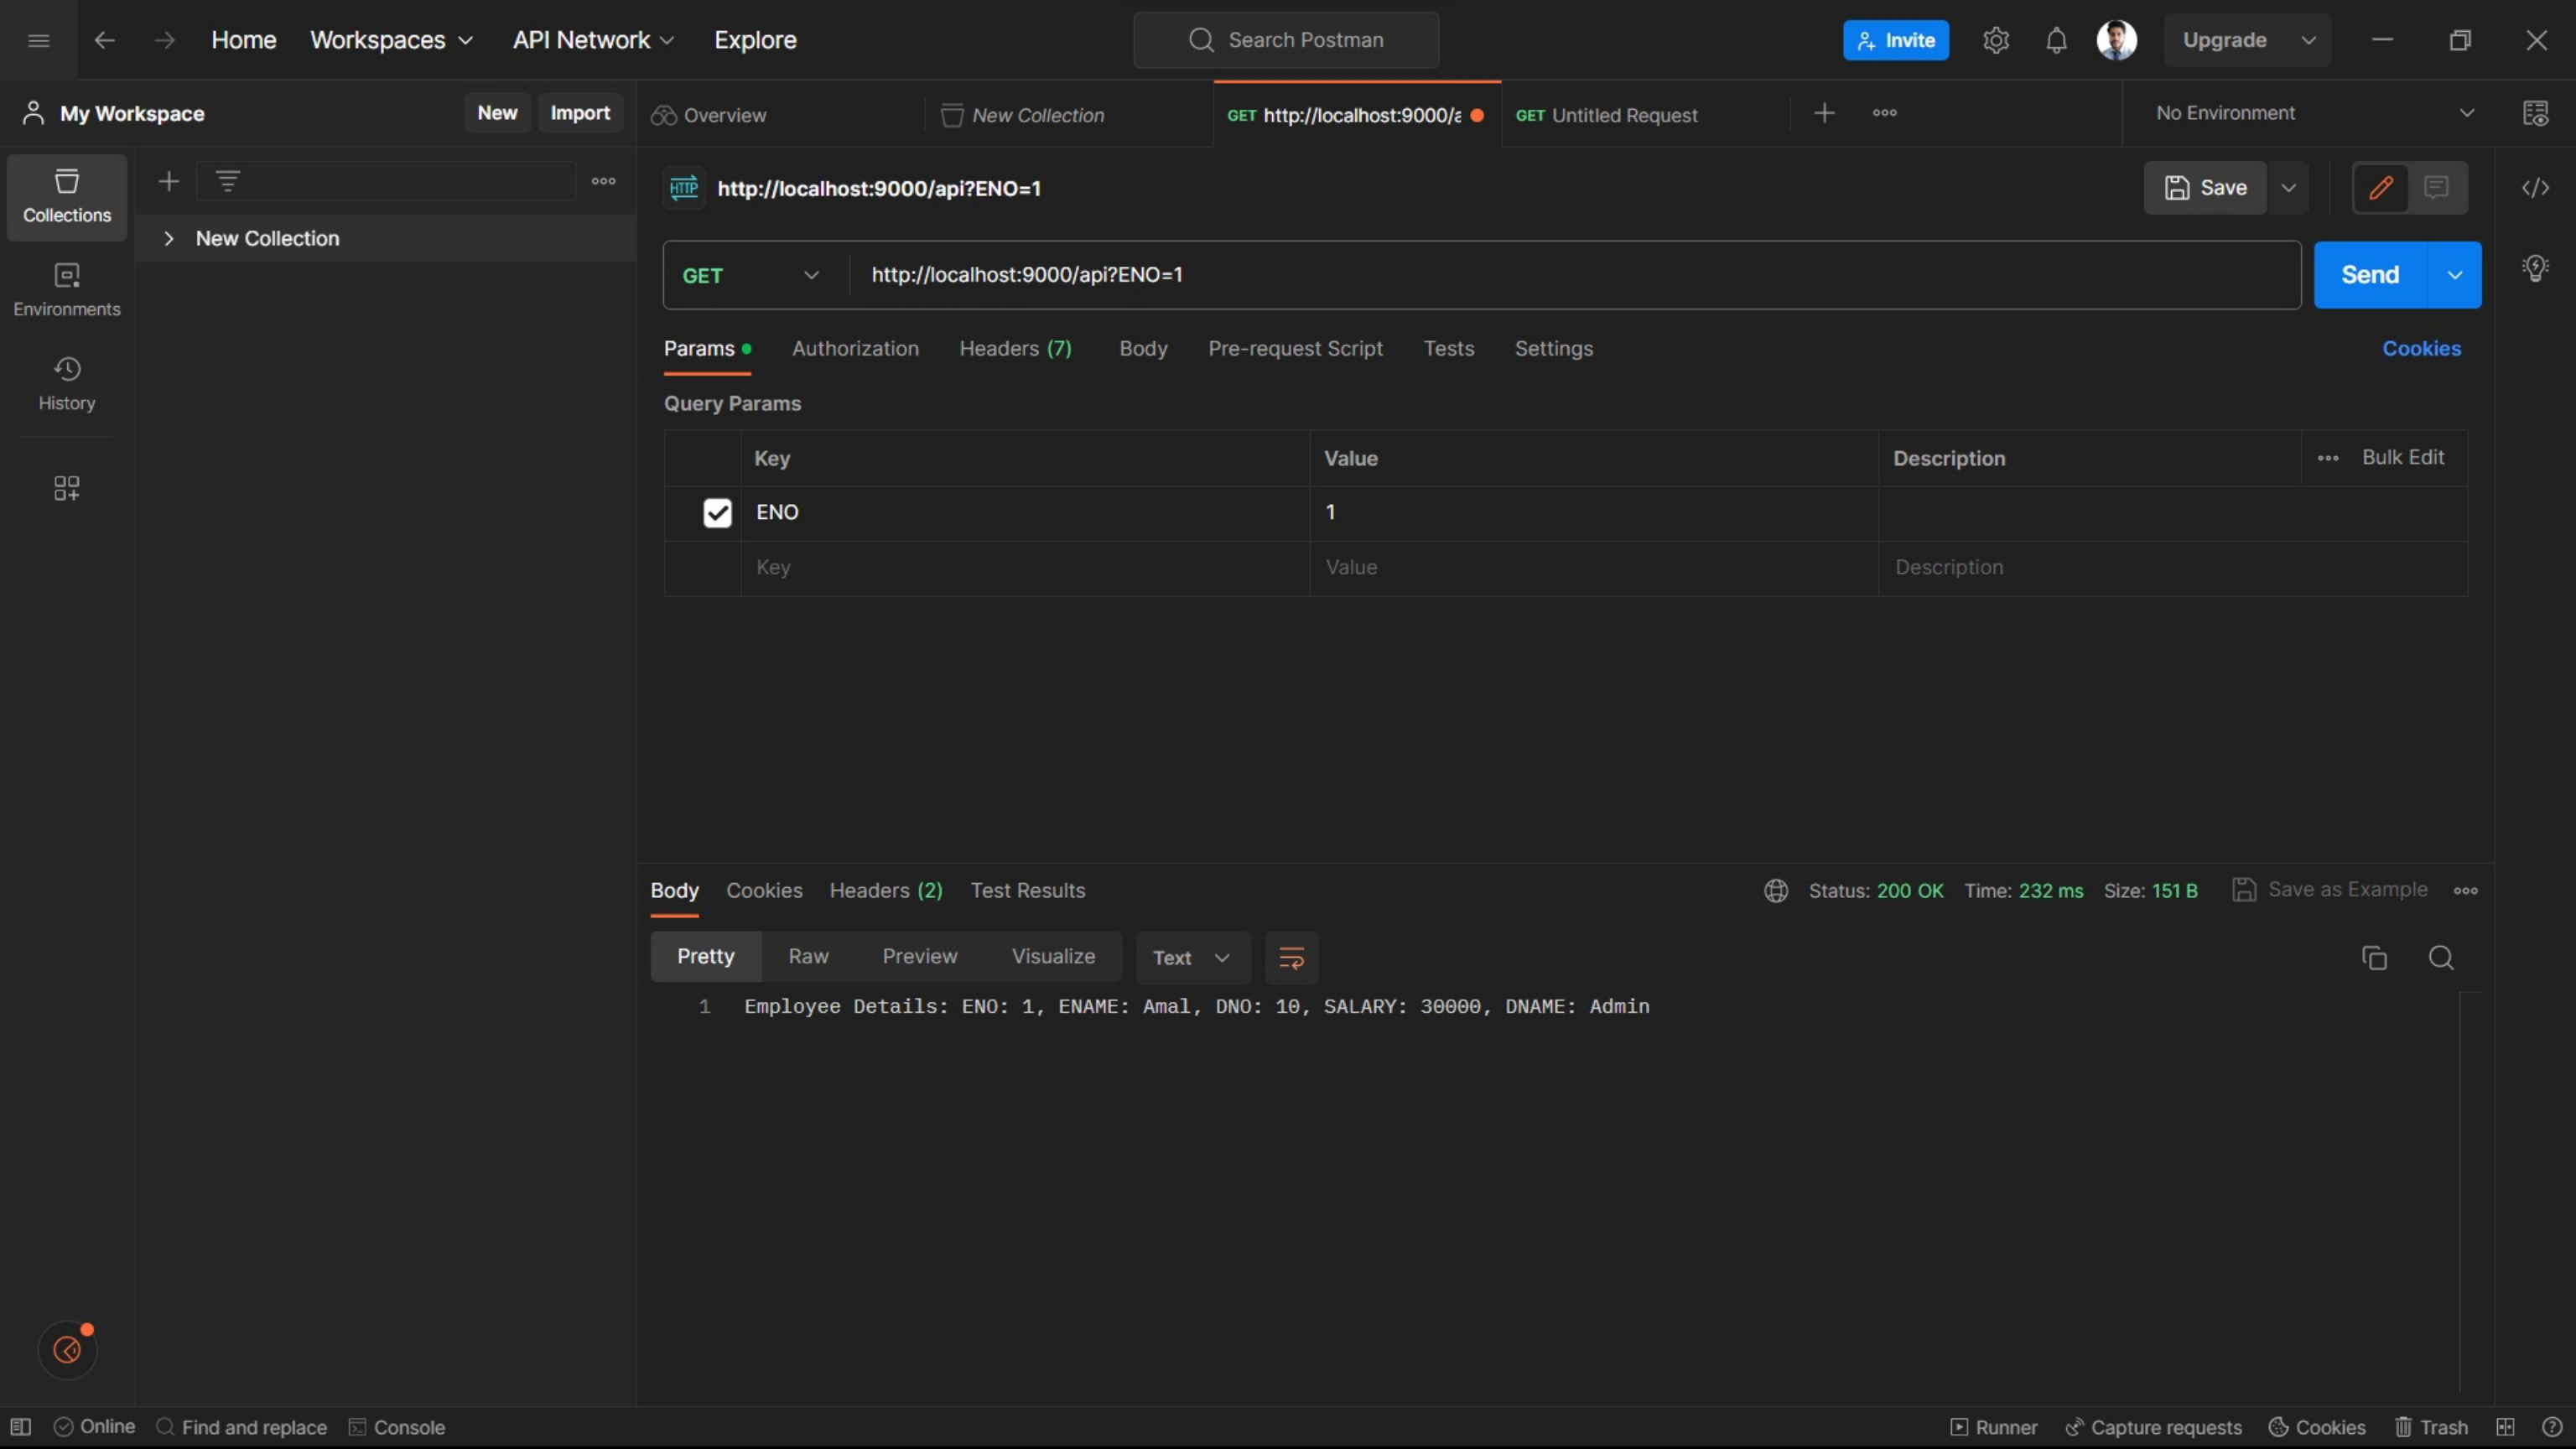 Home Workspaces API Network Explore Search Postman Invite Upgrade
My Workspace New Import Overview New Collection GET http://localhost:9000/a GET Untitled Request No Environment
Collections
New Collection
Environments
History
HTTP http://localhost:9000/api?ENO=1 Save
GET http://localhost:9000/api?ENO=1 Send
Params Authorization Headers (7) Body Pre-request Script Tests Settings Cookies
Query Params
Key Value Description Bulk Edit
ENO 1
Key Value Description
Body Cookies Headers (2) Test Results Status: 200 OK Time: 232 ms Size: 151 B Save as Example
Pretty Raw Preview Visualize Text
1 Employee Details: ENO: 1, ENAME: Amal, DNO: 10, SALARY: 30000, DNAME: Admin
Online Find and replace Console Runner Capture requests Cookies Trash